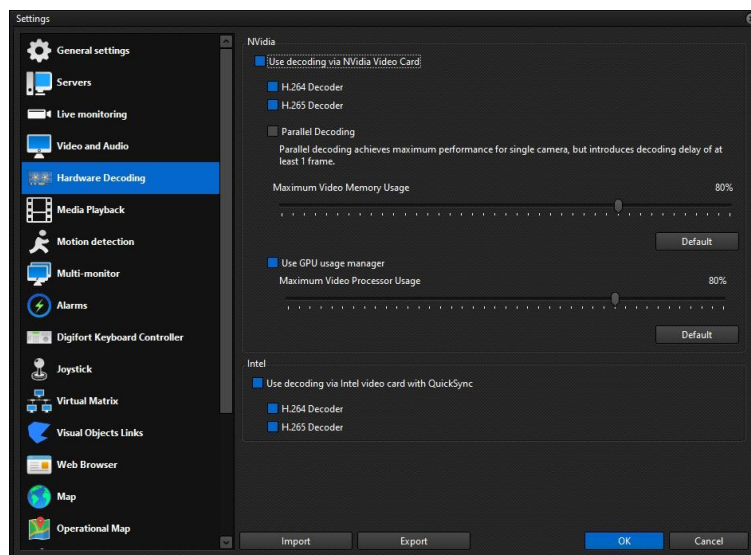 Settings
General settings
Servers
Live monitoring
Video and Audio
Hardware Decoding
Media Playback
Motion detection
Multi-monitor
Alarms
Digifort Keyboard Controller
Joystick
Virtual Matrix
Visual Objects Links
Web Browser
Map
Operational Map
NVidia
Use decoding via NVidia Video Card
H.264 Decoder
H.265 Decoder
Parallel Decoding
Parallel decoding achieves maximum performance for single camera, but introduces decoding delay of at
least 1 frame.
Maximum Video Memory Usage 80%
Default
Use GPU usage manager
Maximum Video Processor Usage 80%
Default
Intel
Use decoding via Intel video card with QuickSync
H.264 Decoder
H.265 Decoder
Import Export OK Cancel